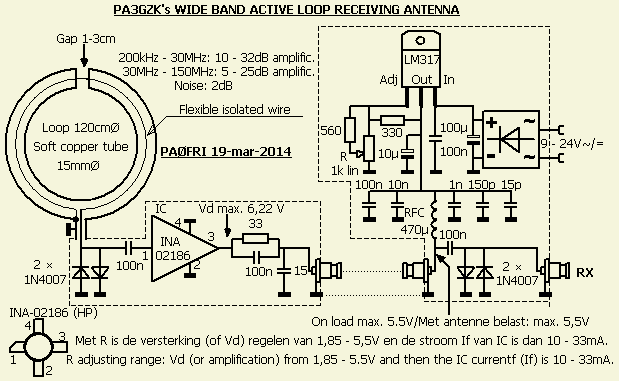 PA3GZK's WIDE BAND ACTIVE LOOP RECEIVING ANTENNA
Gap 1-3cm
200kHz - 30MHz: 10 - 32dB amplific.
30MHz - 150MHz: 5 - 25dB amplific.
Noise: 2dB
Flexible isolated wire
Loop 120cmØ
Soft copper tube
15mmØ
PAØFRI 19-mar-2014
LM317
Adj Out In
560
330
100µ
R
10µ
100n
1k lin
+ ~
- ~
9 - 24V~/=
100n 10n 1n 150p 15p
RFC
470µ
100n
IC
Vd max. 6,22 V
33
4
INA
02186
1
3
2
100n
100n
15
2 ×
1N4007
2 ×
1N4007
RX
On load max. 5.5V/Met antenne belast: max. 5,5V
INA-02186 (HP)
4
3
1
2
Met R is de versterking (of Vd) regelen van 1,85 - 5,5V en de stroom If van IC is dan 10 - 33mA.
R adjusting range: Vd (or amplification) from 1.85 - 5.5V and then the IC currentf (If) is 10 - 33mA.